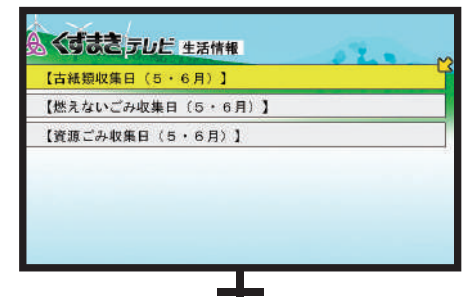 くずまきテレビ 生活情報
【古紙類収集日（5・6月）】
【燃えないごみ収集日（5・6月）】
【資源ごみ収集日（5・6月）】